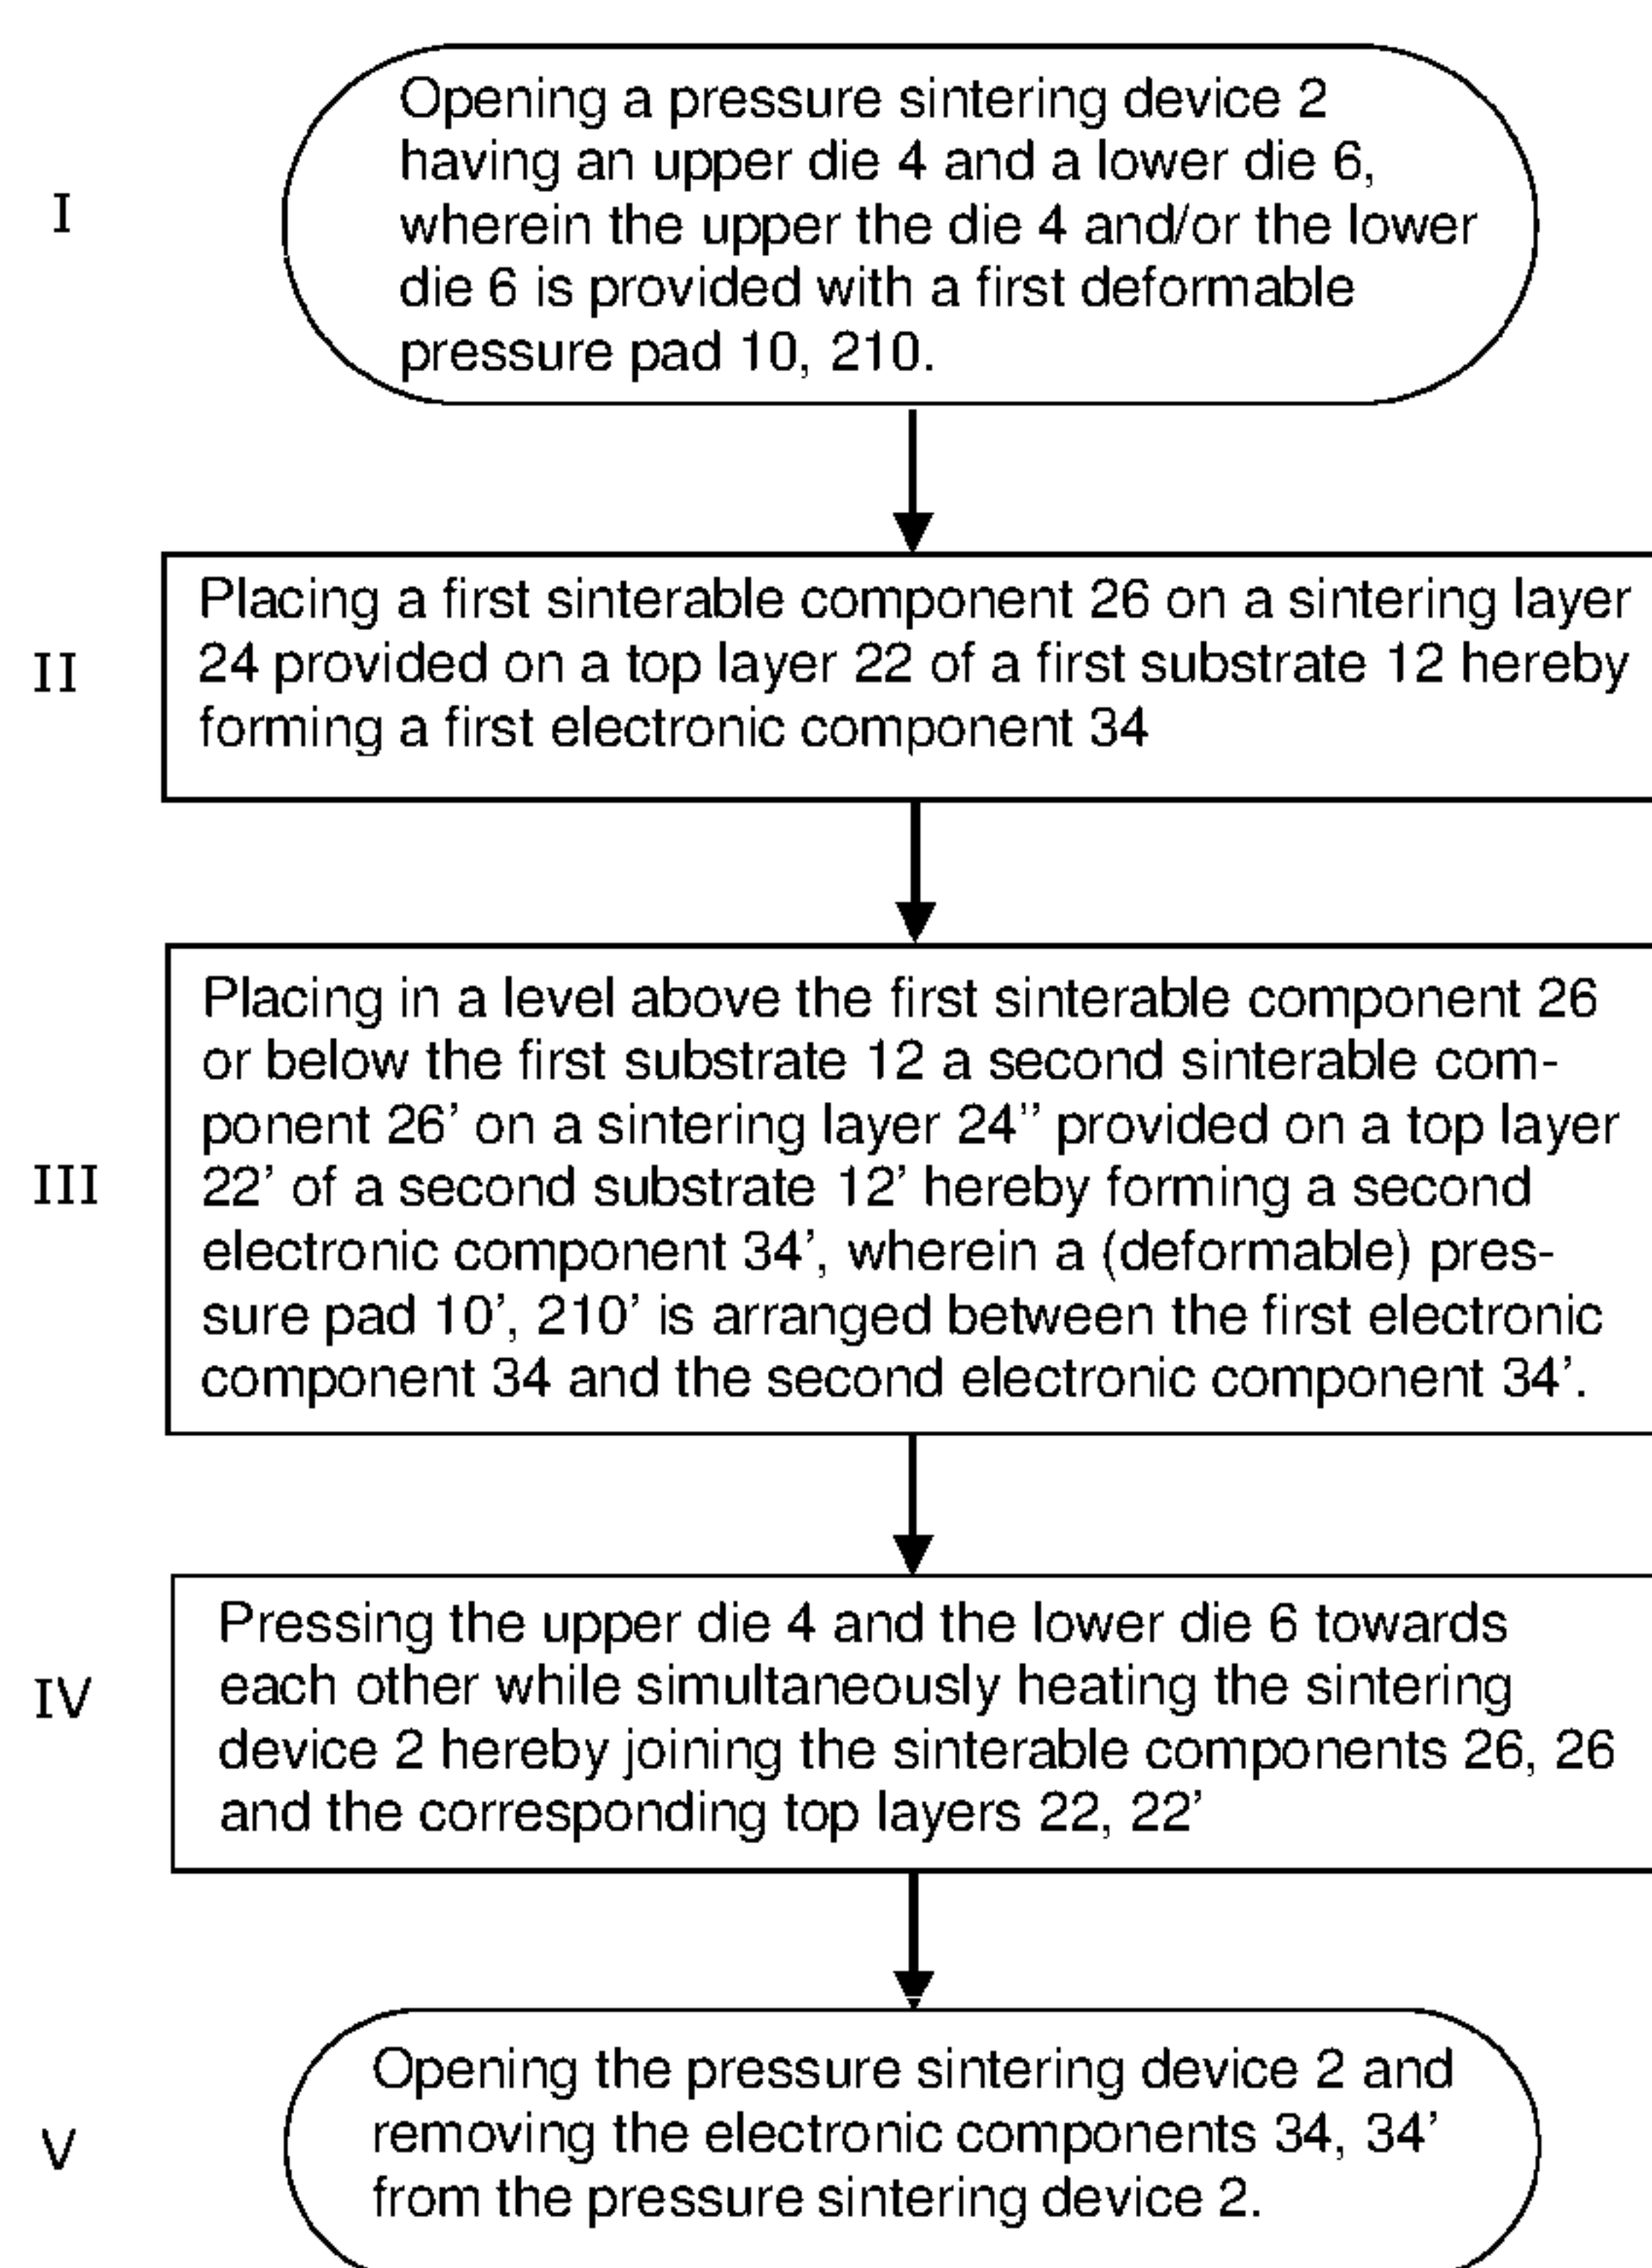 I
Opening a pressure sintering device 2
having an upper die 4 and a lower die 6,
wherein the upper the die 4 and/or the lower
die 6 is provided with a first deformable
pressure pad 10, 210.
II
Placing a first sinterable component 26 on a sintering layer
24 provided on a top layer 22 of a first substrate 12 hereby
forming a first electronic component 34
III
Placing in a level above the first sinterable component 26
or below the first substrate 12 a second sinterable com-
ponent 26’ on a sintering layer 24’’ provided on a top layer
22’ of a second substrate 12’ hereby forming a second
electronic component 34’, wherein a (deformable) pres-
sure pad 10’, 210’ is arranged between the first electronic
component 34 and the second electronic component 34’.
IV
Pressing the upper die 4 and the lower die 6 towards
each other while simultaneously heating the sintering
device 2 hereby joining the sinterable components 26, 26
and the corresponding top layers 22, 22’
V
Opening the pressure sintering device 2 and
removing the electronic components 34, 34’
from the pressure sintering device 2.